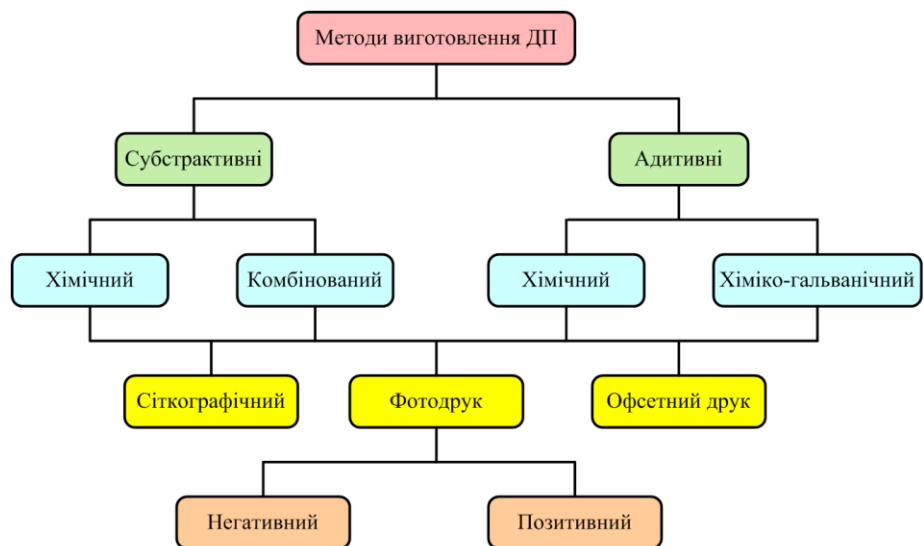 Методи виготовлення ДП
Субстрактивні
Адитивні
Хімічний
Комбінований
Хімічний
Хіміко-гальванічний
Сіткографічний
Фотодрук
Офсетний друк
Негативний
Позитивний